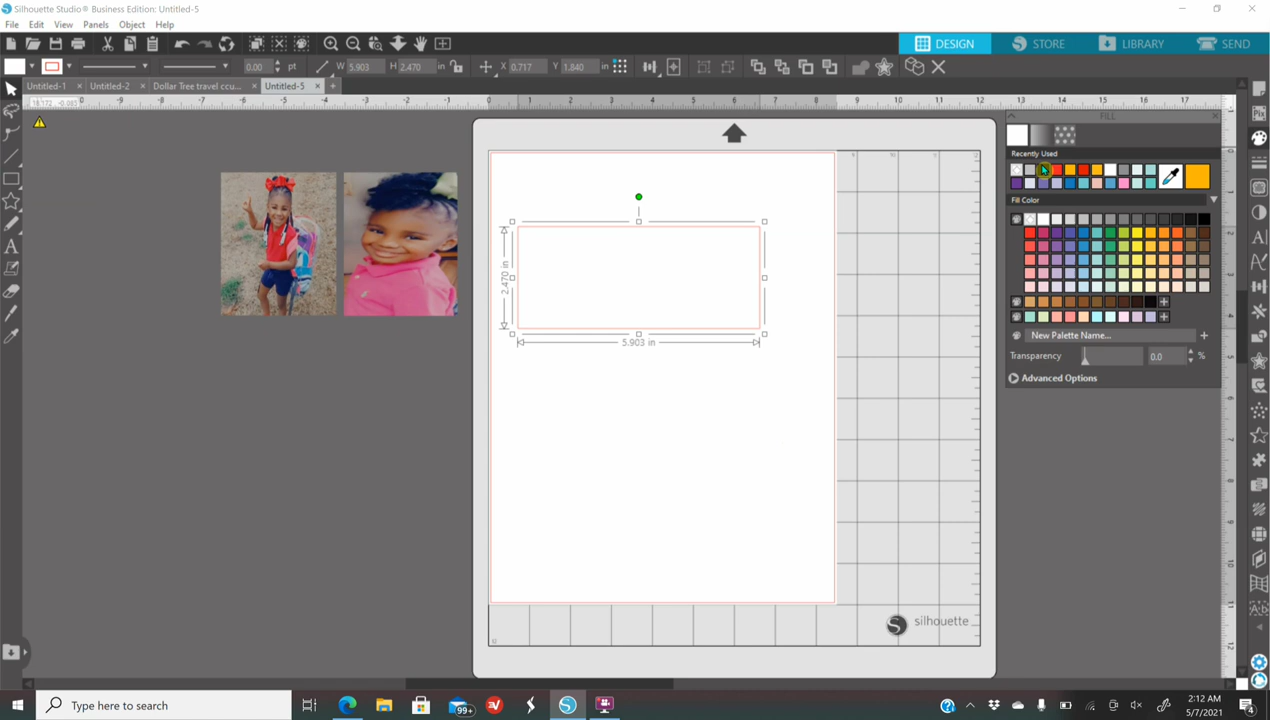 Silhouette Studio® Business Edition: Untitled-5
File Edit View Panels Object Help
DESIGN STORE LIBRARY SEND
0.00 pt W 5.903 H 2.470 in X 0.717 Y 1.840 in
Untitled-1 Untitled-2 Dollar Tree travel ccu... Untitled-5
FILL
Recently Used
Fill Color
2.470 in
5.903 in
New Palette Name...
Transparency 0.0 %
Advanced Options
silhouette
Type here to search
99+
2:12 AM
5/7/2021
4